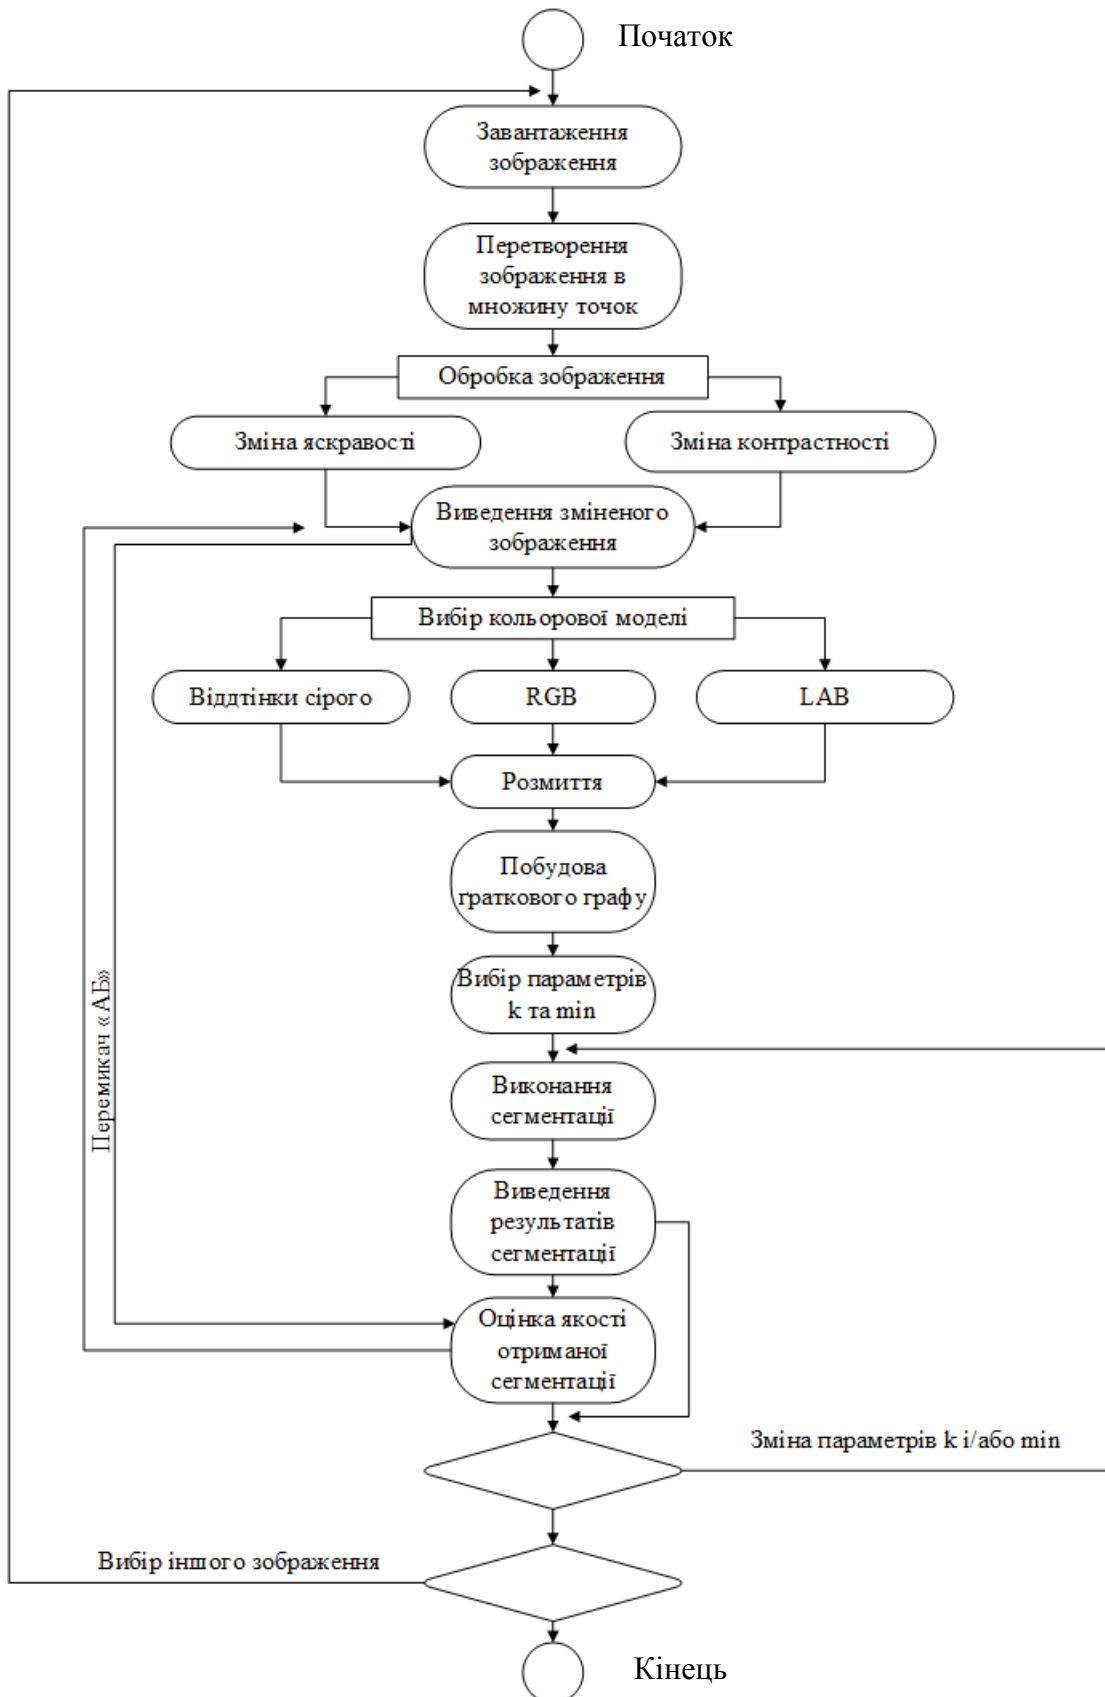 Початок
Завантаження
зображення
Перетворення
зображення в
множину точок
Обробка зображення
Зміна яскравості
Зміна контрастності
Виведення зміненого
зображення
Вибір кольорової моделі
Віддтінки сірого
RGB
LAB
Розмиття
Побудова
ґраткового графу
Вибір параметрів
k та min
Перемикач «АБ»
Виконання
сегментації
Виведення
результатів
сегментації
Оцінка якості
отриманої
сегментації
Зміна параметрів k і/або min
Вибір іншого зображення
Кінець